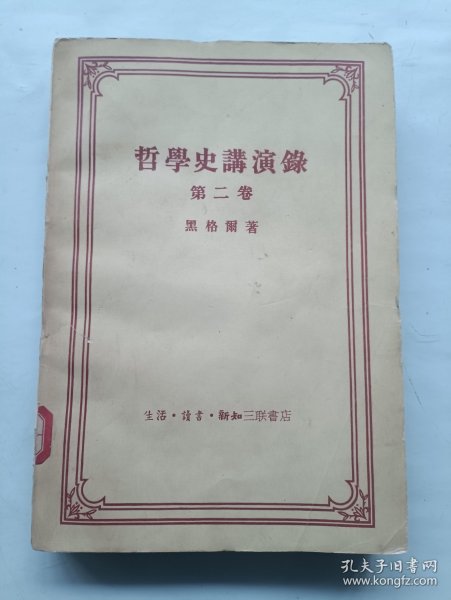 哲學史講演錄
第二卷
黑格爾著
生活·讀書·新知三联書店
孔夫子旧书网
www.kongfz.com